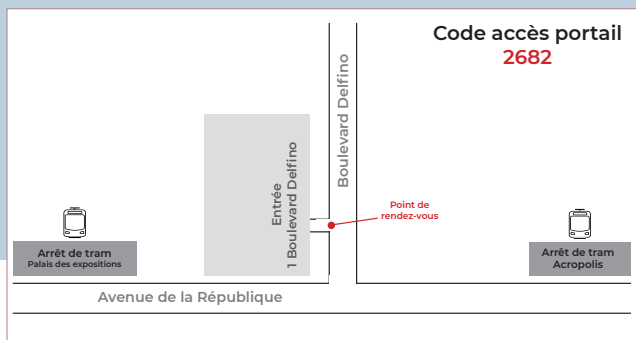 Code accès portail
2682
Boulevard Delfino
Entrée
1 Boulevard Delfino
Point de
rendez-vous
Arrêt de tram
Palais des expositions
Arrêt de tram
Acropolis
Avenue de la République